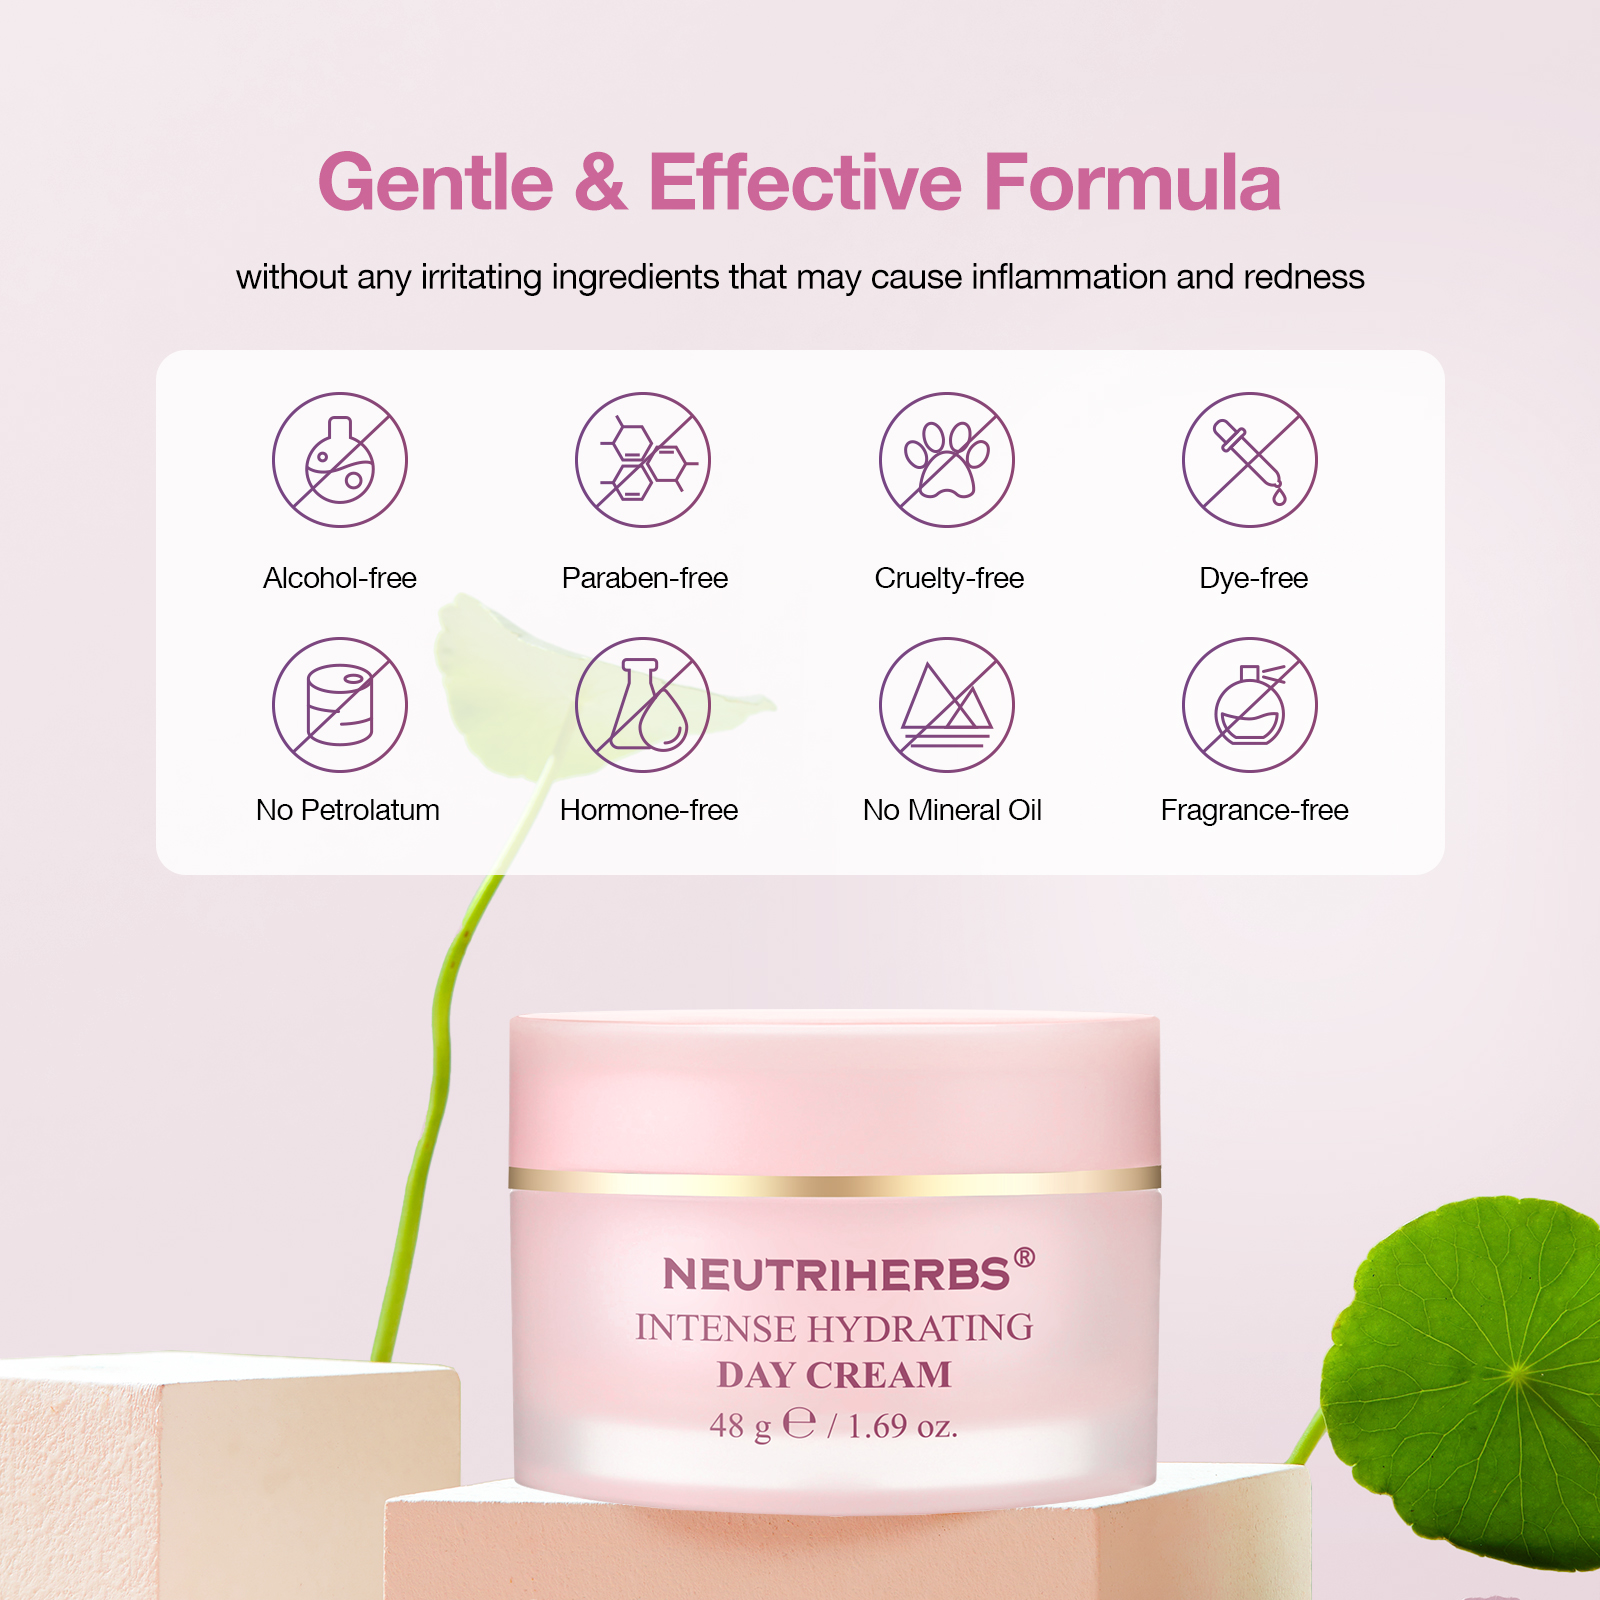 Gentle & Effective Formula
without any irritating ingredients that may cause inflammation and redness
Alcohol-free
Paraben-free
Cruelty-free
Dye-free
No Petrolatum
Hormone-free
No Mineral Oil
Fragrance-free
NEUTRIHERBS®
INTENSE HYDRATING
DAY CREAM
48 g ℮ / 1.69 oz.